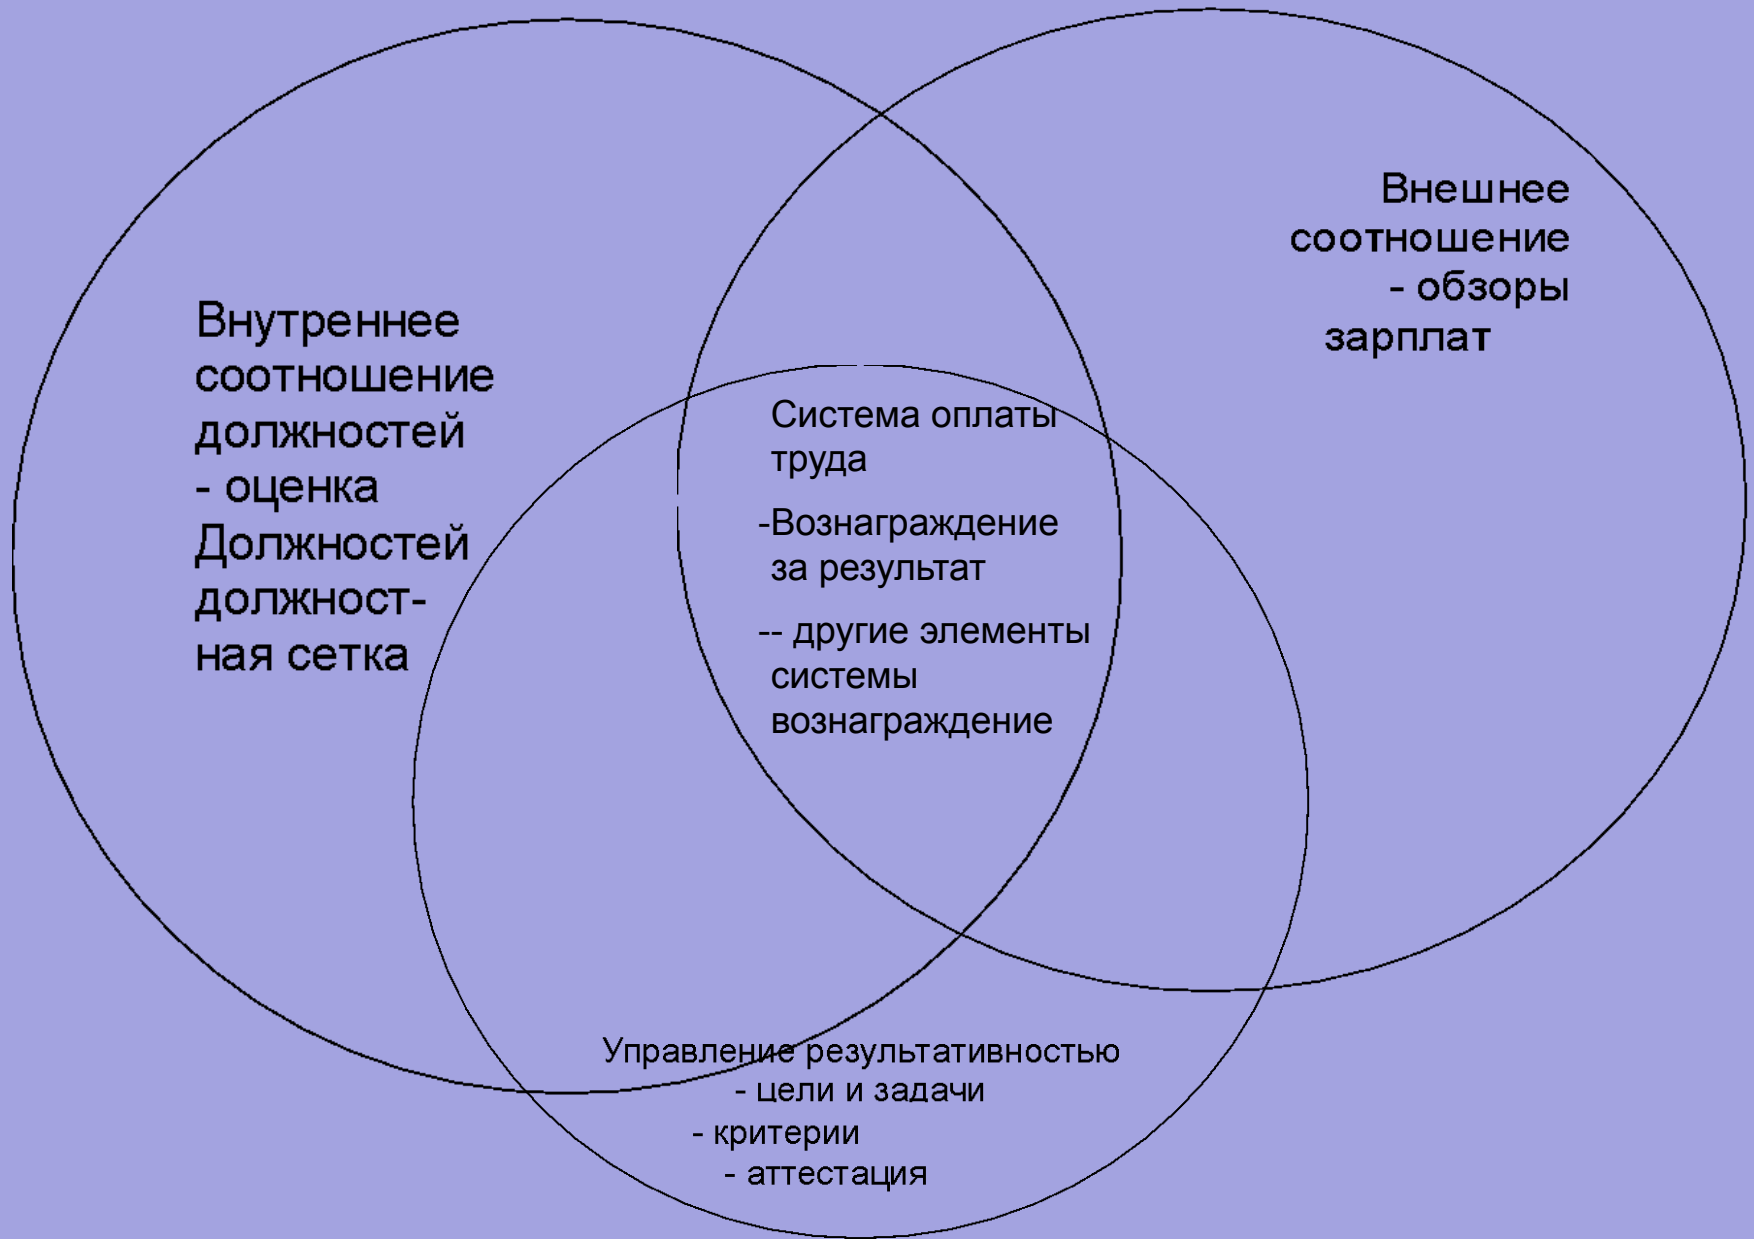 Внутреннее
соотношение
должностей
- оценка
Должностей
должност-
ная сетка
Система оплаты
труда
-Вознаграждение
за результат
-- другие элементы
системы
вознаграждение
Внешнее
соотношение
- обзоры
зарплат
Управление результативностью
- цели и задачи
- критерии
- аттестация